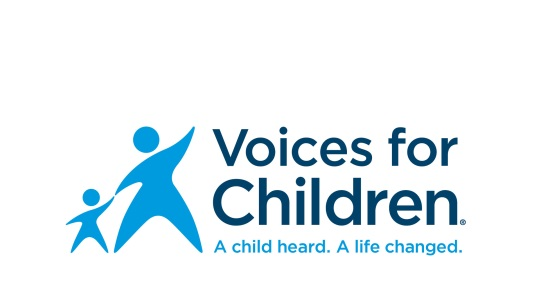 Voices for
Children®
A child heard. A life changed.